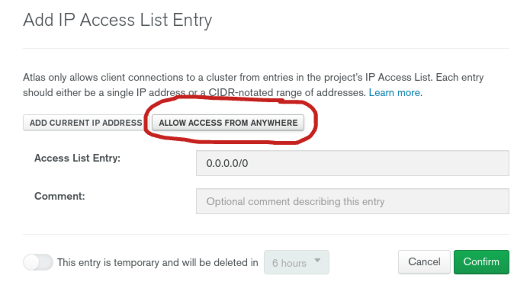 Add IP Access List Entry
Atlas only allows client connections to a cluster from entries in the project's IP Access List. Each entry
should either be a single IP address or a CIDR-notated range of addresses. Learn more.
ADD CURRENT IP ADDRESS ALLOW ACCESS FROM ANYWHERE
Access List Entry: 0.0.0.0/0
Comment: Optional comment describing this entry
This entry is temporary and will be deleted in 6 hours Cancel Confirm